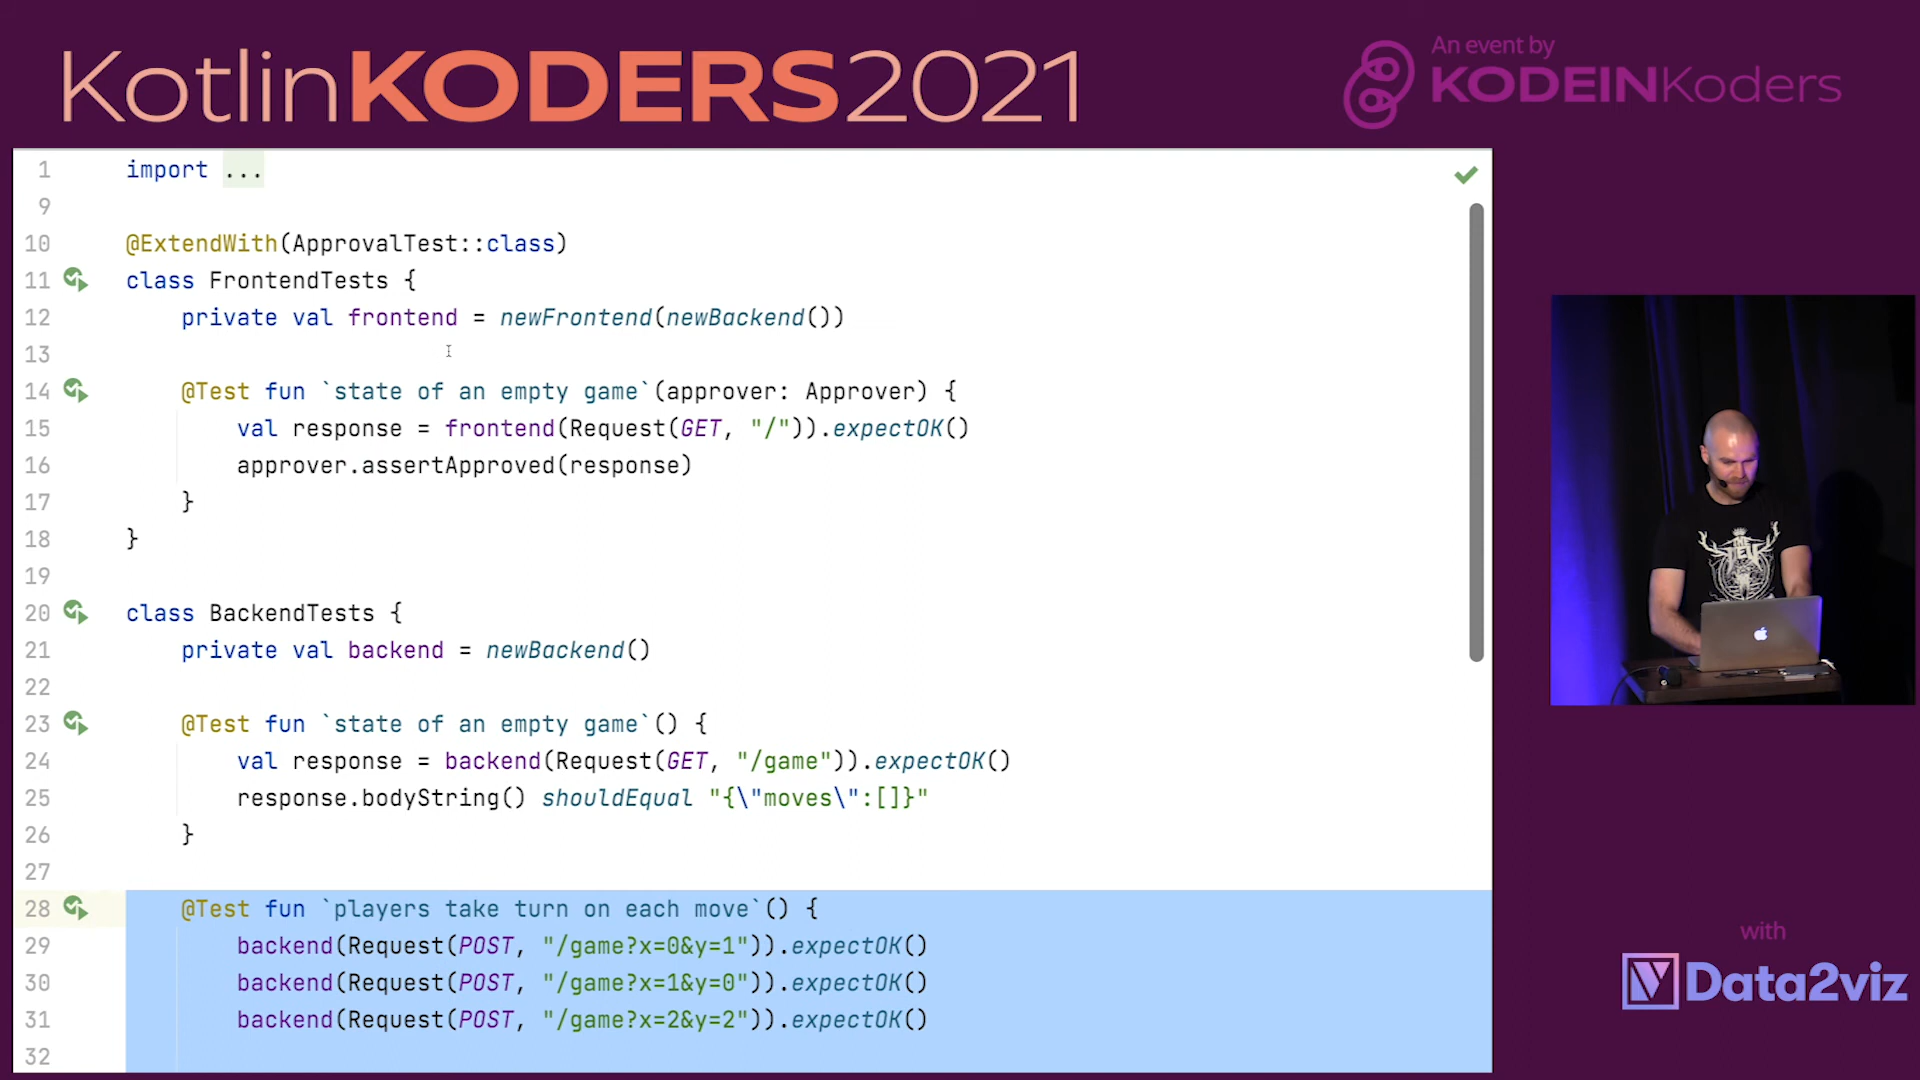 KotlinKODERS2021
An event by
KODEINKoders
1 import ...
9
10 @ExtendWith(ApprovalTest::class)
11 class FrontendTests {
12 private val frontend = newFrontend(newBackend())
13
14 @Test fun `state of an empty game`(approver: Approver) {
15 val response = frontend(Request(GET, "/")).expectOK()
16 approver.assertApproved(response)
17 }
18 }
19
20 class BackendTests {
21 private val backend = newBackend()
22
23 @Test fun `state of an empty game`() {
24 val response = backend(Request(GET, "/game")).expectOK()
25 response.bodyString() shouldEqual "{\"moves\":[]}"
26 }
27
28 @Test fun `players take turn on each move`() {
29 backend(Request(POST, "/game?x=0&y=1")).expectOK()
30 backend(Request(POST, "/game?x=1&y=0")).expectOK()
31 backend(Request(POST, "/game?x=2&y=2")).expectOK()
32
with
Data2viz